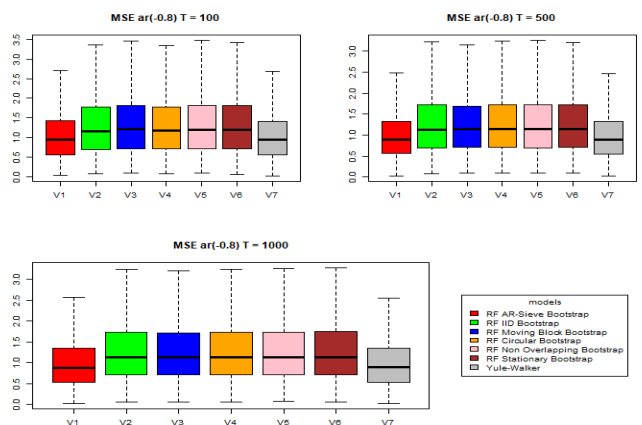 MSE ar(-0.8) T = 100
3.5
3.0
2.5
2.0
1.5
1.0
0.5
0.0
V1 V2 V3 V4 V5 V6 V7
MSE ar(-0.8) T = 500
3.0
2.5
2.0
1.5
1.0
0.5
0.0
V1 V2 V3 V4 V5 V6 V7
MSE ar(-0.8) T = 1000
3.0
2.5
2.0
1.5
1.0
0.5
0.0
V1 V2 V3 V4 V5 V6 V7
models
RF AR-Sieve Bootstrap
RF IID Bootstrap
RF Moving Block Bootstrap
RF Circular Bootstrap
RF Non Overlapping Bootstrap
RF Stationary Bootstrap
Yule-Walker